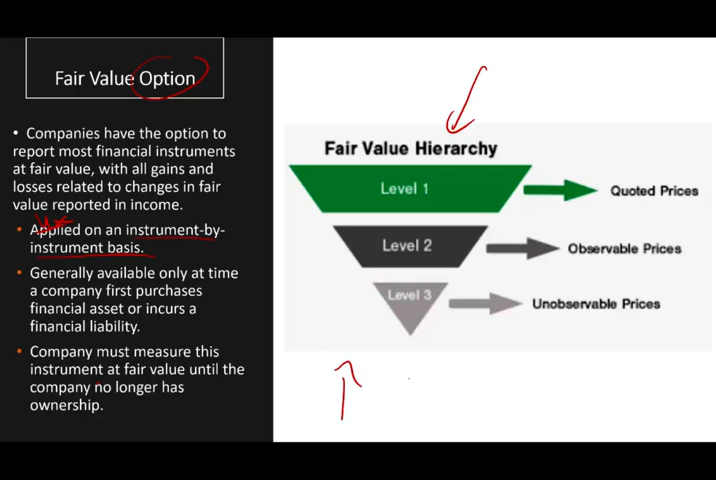 Fair Value Option
• Companies have the option to
report most financial instruments
at fair value, with all gains and
losses related to changes in fair
value reported in income.
• Applied on an instrument-by-
instrument basis.
• Generally available only at time
a company first purchases
financial asset or incurs a
financial liability.
• Company must measure this
instrument at fair value until the
company no longer has
ownership.
Fair Value Hierarchy
Level 1
Quoted Prices
Level 2
Observable Prices
Level 3
Unobservable Prices